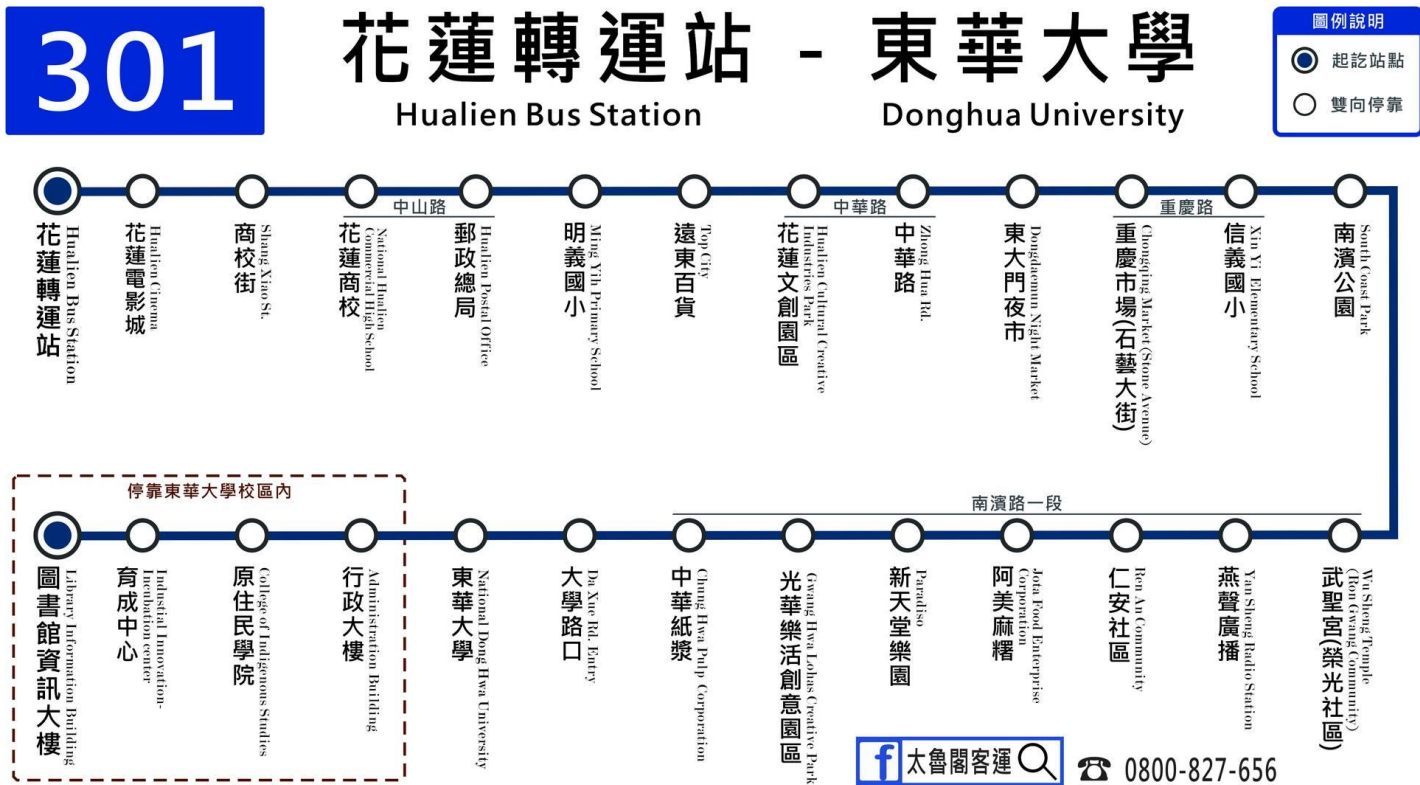 301
花蓮轉運站 - 東華大學
Hualien Bus Station
Donghua University
圖例說明
起訖站點
雙向停靠
中山路
中華路
重慶路
花蓮轉運站
Hualien Bus Station
花蓮電影城
Hualien Cinema
商校街
Shang Xiao St.
花蓮商校
National Hualien
Commercial High School
郵政總局
Hualien Postal Office
明義國小
Ming Yih Primary School
遠東百貨
Top City
花蓮文創園區
Hualien Cultural Creative
Industries Park
中華路
Zhong Hua Rd.
東大門夜市
Dongdaemun Night Market
重慶市場(石藝大街)
Chongqing Market (Stone Avenue)
信義國小
Xin Yi Elementary School
南濱公園
South Coast Park
停靠東華大學校區內
南濱路一段
圖書館資訊大樓
Library Information Building
育成中心
Industial Innovation-
Incubation center
原住民學院
College of Indigenous Studies
行政大樓
Administration Building
東華大學
National Dong Hwa University
大學路口
Da Xue Rd. Entry
中華紙漿
Chung Hwa Pulp Corporation
光華樂活創意園區
Gwang Hwa Lohas Creative Park
新天堂樂園
Paradiso
阿美麻糬
Jota Food Enterprise
Corporation
仁安社區
Ren An Community
燕聲廣播
Yan Sheng Radio Station
武聖宮(榮光社區)
Wu Sheng Temple
(Ron Gwang Community)
f 太魯閣客運
0800-827-656